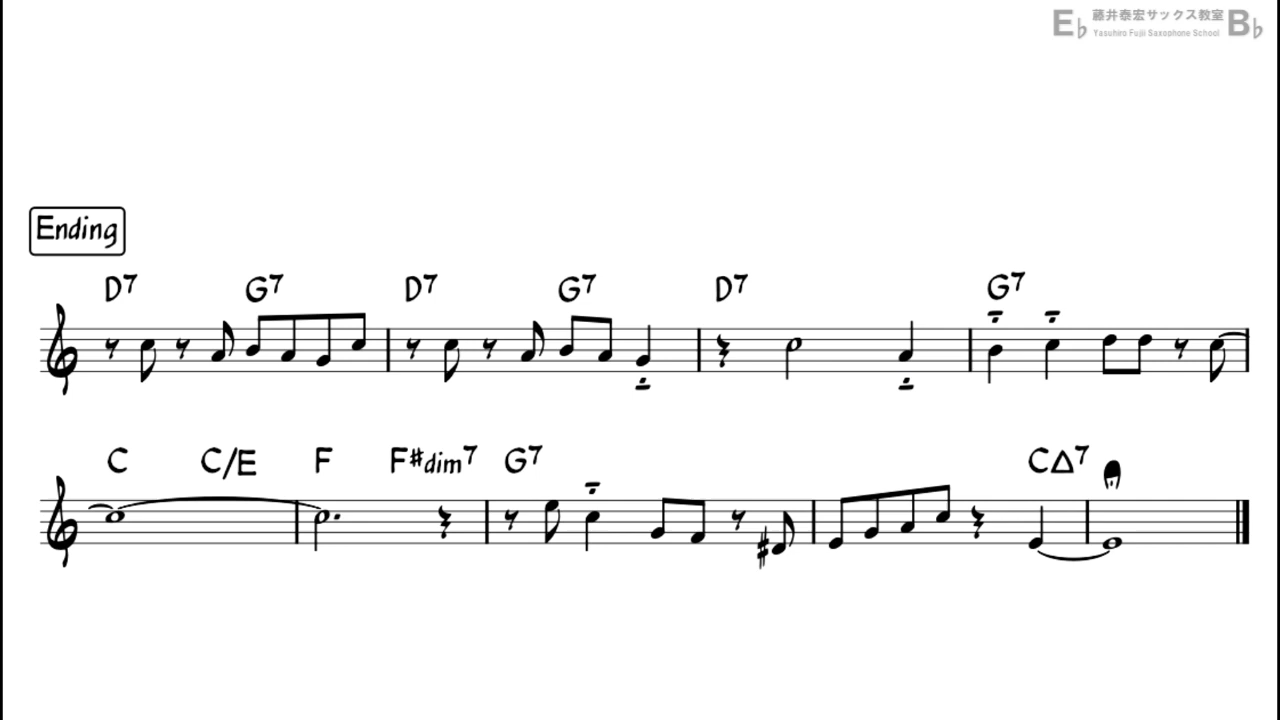 E♭ 藤井泰宏サックス教室 B♭
Yasuhiro Fujii Saxophone School
Ending
D7 G7 D7 G7 D7 G7
C C/E F F#dim7 G7 C△7